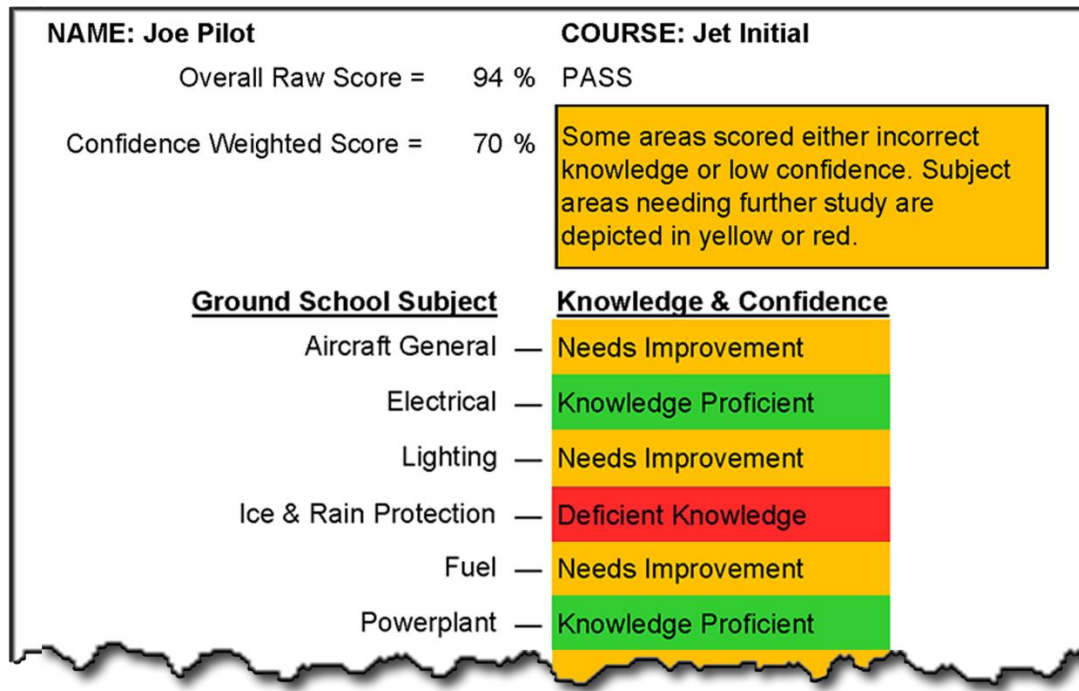 NAME: Joe Pilot COURSE: Jet Initial
Overall Raw Score = 94 % PASS
Confidence Weighted Score = 70 %
Some areas scored either incorrect
knowledge or low confidence. Subject
areas needing further study are
depicted in yellow or red.
Ground School Subject Knowledge & Confidence
Aircraft General — Needs Improvement
Electrical — Knowledge Proficient
Lighting — Needs Improvement
Ice & Rain Protection — Deficient Knowledge
Fuel — Needs Improvement
Powerplant — Knowledge Proficient